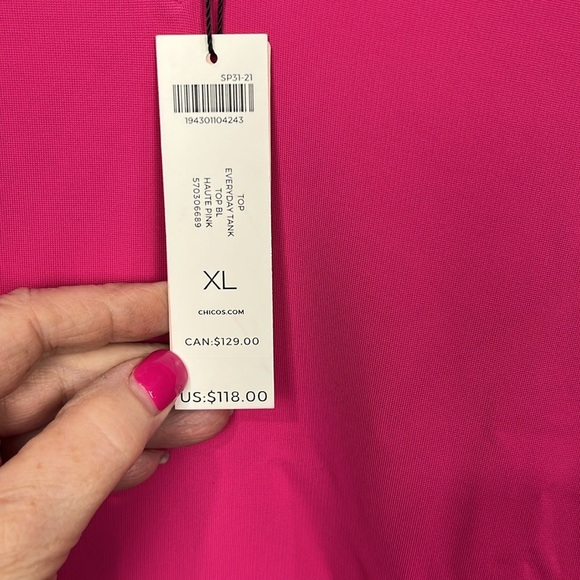 SP31-21
194301104243
TOP
EVERYDAY TANK
TOP BL
HAUTE PINK
570306689
XL
CHICOS.COM
CAN:$129.00
US:$118.00